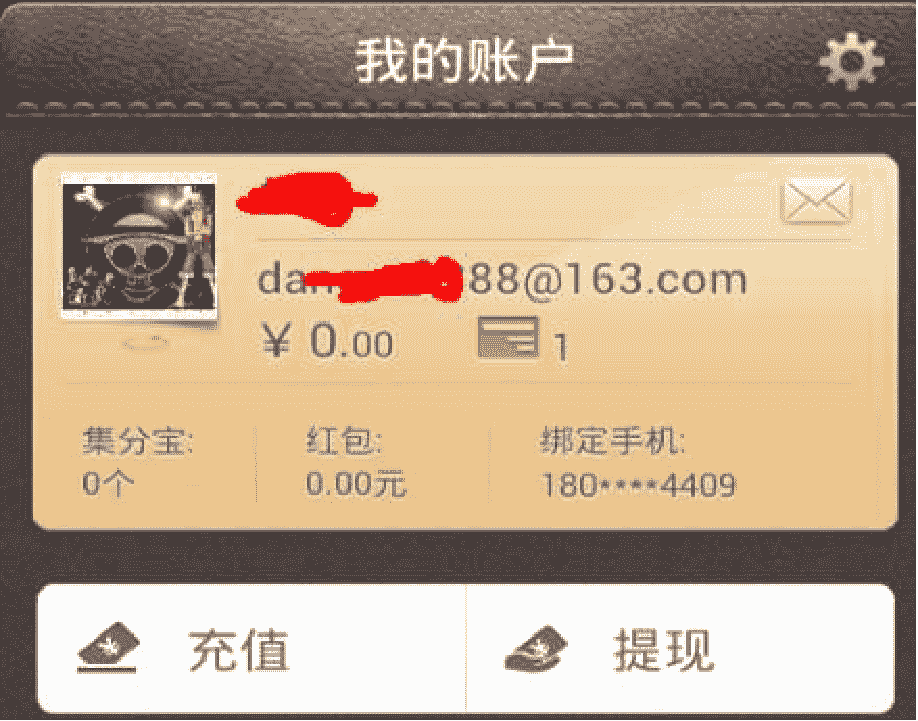 我的账户
dan 88@163.com
¥ 0.00 1
集分宝: 红包: 绑定手机:
0个 0.00元 180****4409
充值 提现